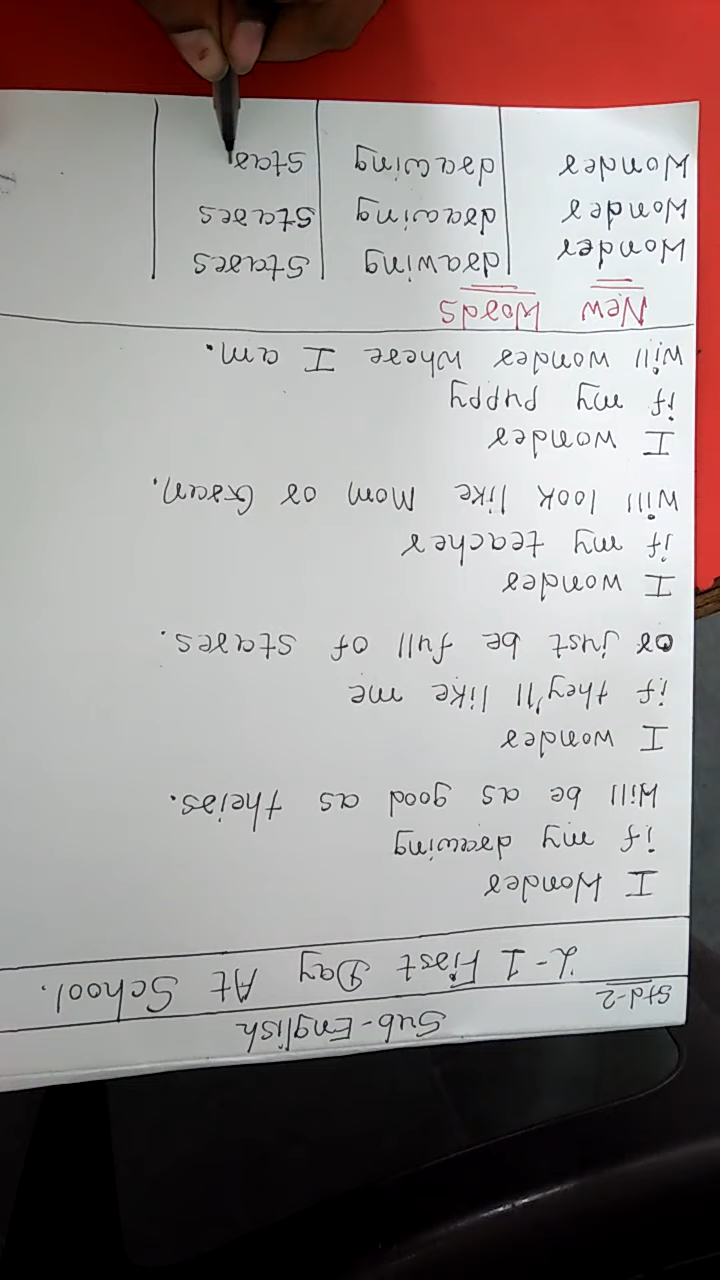 Sub-English
Std-2
L-1 First Day At School.
I Wonder
if my drawing
Will be as good as theirs.
I wonder
if they'll like me
or just be full of stares.
I wonder
if my teacher
will look like Mom or Gram.
I wonder
if my puppy
will wonder where I am.
New Words
Wonder drawing Stares
Wonder drawing Stares
Wonder drawing Star